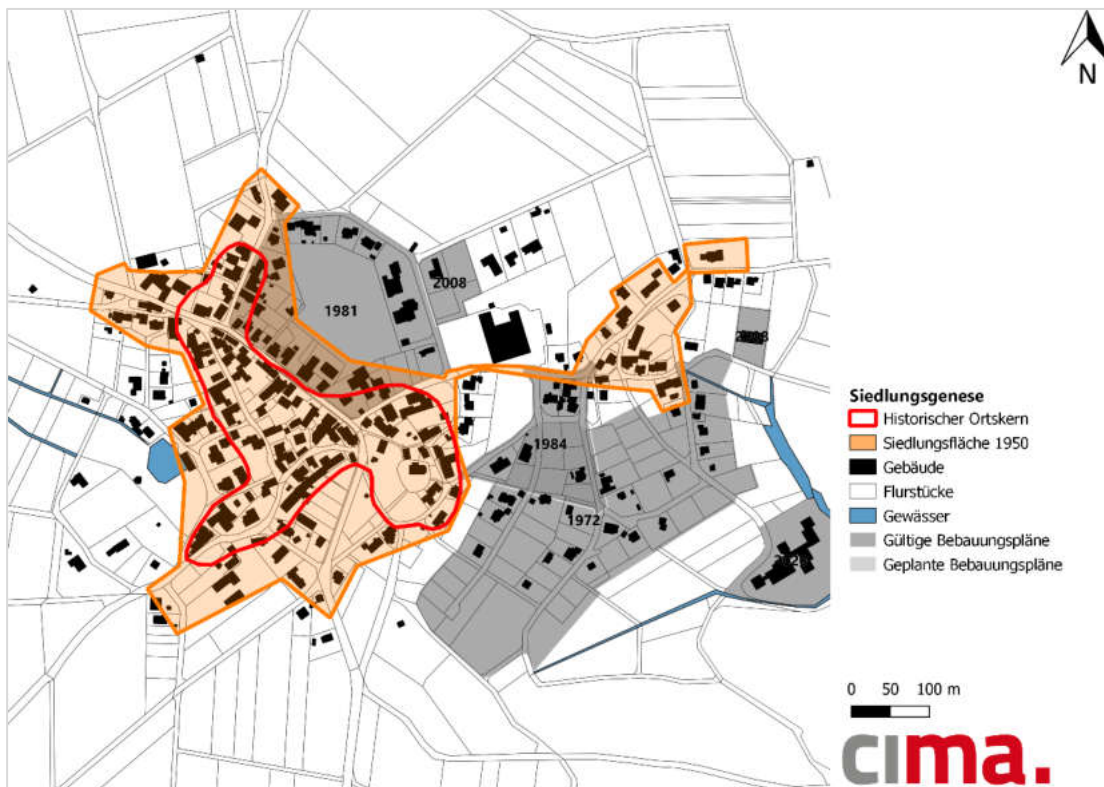 N
1981
2008
1984
1972
Siedlungsgenese
Historischer Ortskern
Siedlungsfläche 1950
Gebäude
Flurstücke
Gewässer
Gültige Bebauungspläne
Geplante Bebauungspläne
0 50 100 m
cima.